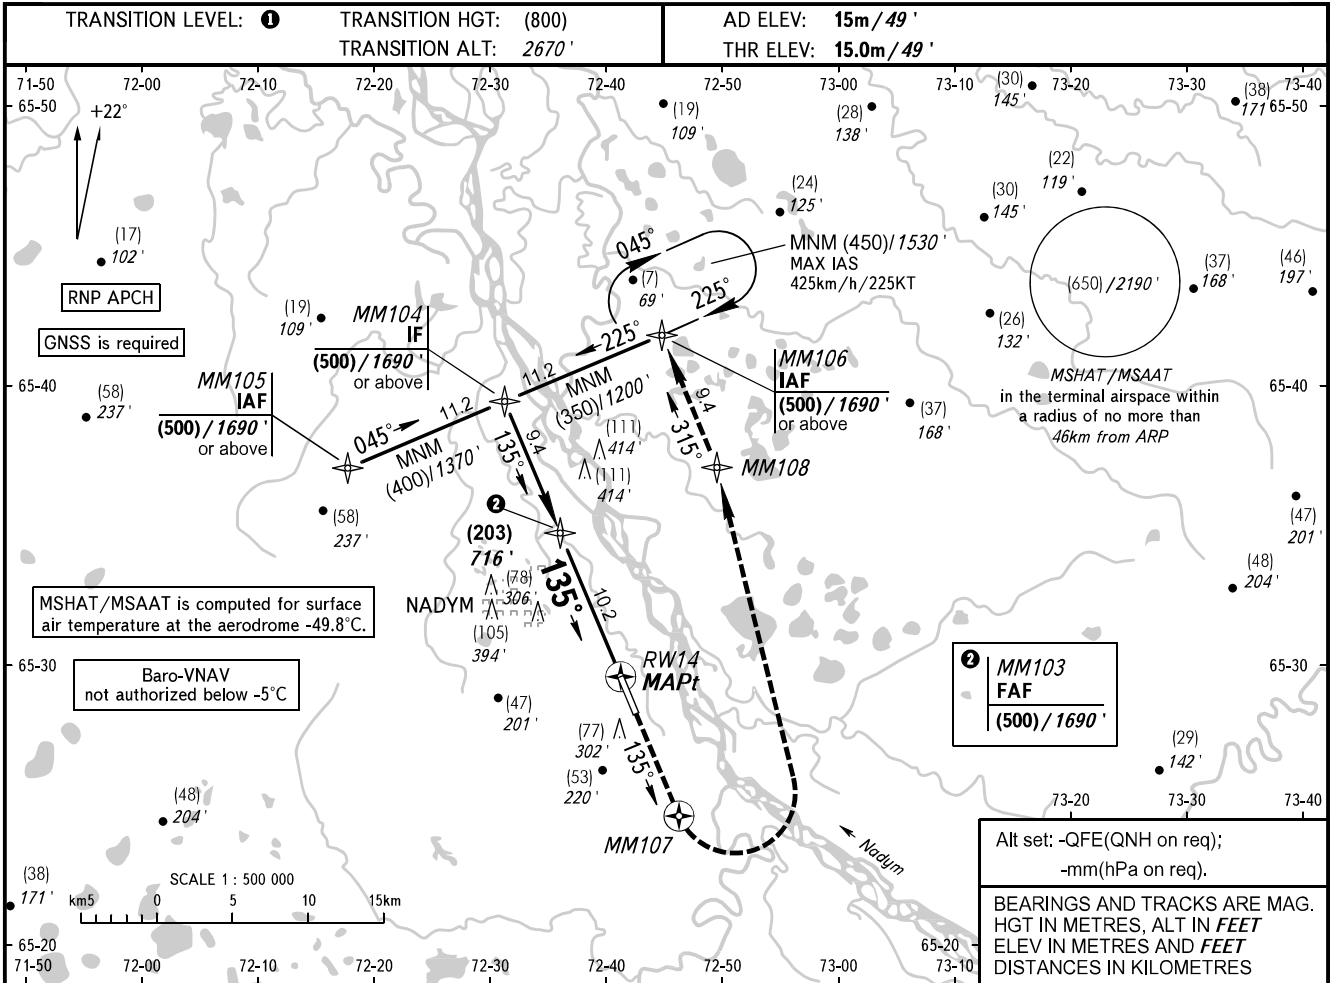 TRANSITION LEVEL: ❶ TRANSITION HGT: (800)
TRANSITION ALT: 2670 '
AD ELEV: 15m / 49 '
THR ELEV: 15.0m / 49 '
71-50 72-00 72-10 72-20 72-30 72-40 72-50 73-00 73-10 73-20 73-30 73-40
65-50
65-50
+22°
(17)
102 '
RNP APCH
GNSS is required
(19)
109 '
(28)
138 '
(30)
145 '
(38)
171 '
(22)
119 '
(24)
125 '
(30)
145 '
MNM (450)/1530 '
MAX IAS
425km/h/225KT
045°
225°
(7)
69 '
(650) / 2190 '
(37)
168 '
(46)
197 '
(26)
132 '
MSHAT/MSAAT
in the terminal airspace within
a radius of no more than
46km from ARP
(19)
109 '
MM104
IF
(500) / 1690 '
or above
MM105
IAF
(500) / 1690 '
or above
MM106
IAF
(500) / 1690 '
or above
65-40
65-40
(58)
237 '
225°
11.2
MNM
(350)/1200 '
11.2
045°
MNM
(400)/1370 '
9.4
135°
9.4
315°
(111)
414 '
(111)
414 '
MM108
(37)
168 '
(58)
237 '
❷
(203)
716 '
(47)
201 '
(48)
204 '
MSHAT/MSAAT is computed for surface
air temperature at the aerodrome -49.8°C.
NADYM
(78)
306 '
(105)
394 '
135°
10.2
Baro-VNAV
not authorized below -5°C
65-30
65-30
RW14
MAPt
❷ MM103
FAF
(500) / 1690 '
(47)
201 '
(77)
302 '
(53)
220 '
135°
MM107
(29)
142 '
(48)
204 '
73-20 73-30 73-40
Nadym
(38)
171 '
SCALE 1 : 500 000
km5 0 5 10 15km
Alt set: -QFE(QNH on req);
-mm(hPa on req).
BEARINGS AND TRACKS ARE MAG.
HGT IN METRES, ALT IN FEET
ELEV IN METRES AND FEET
DISTANCES IN KILOMETRES
65-20
65-20
71-50 72-00 72-10 72-20 72-30 72-40 72-50 73-00 73-10